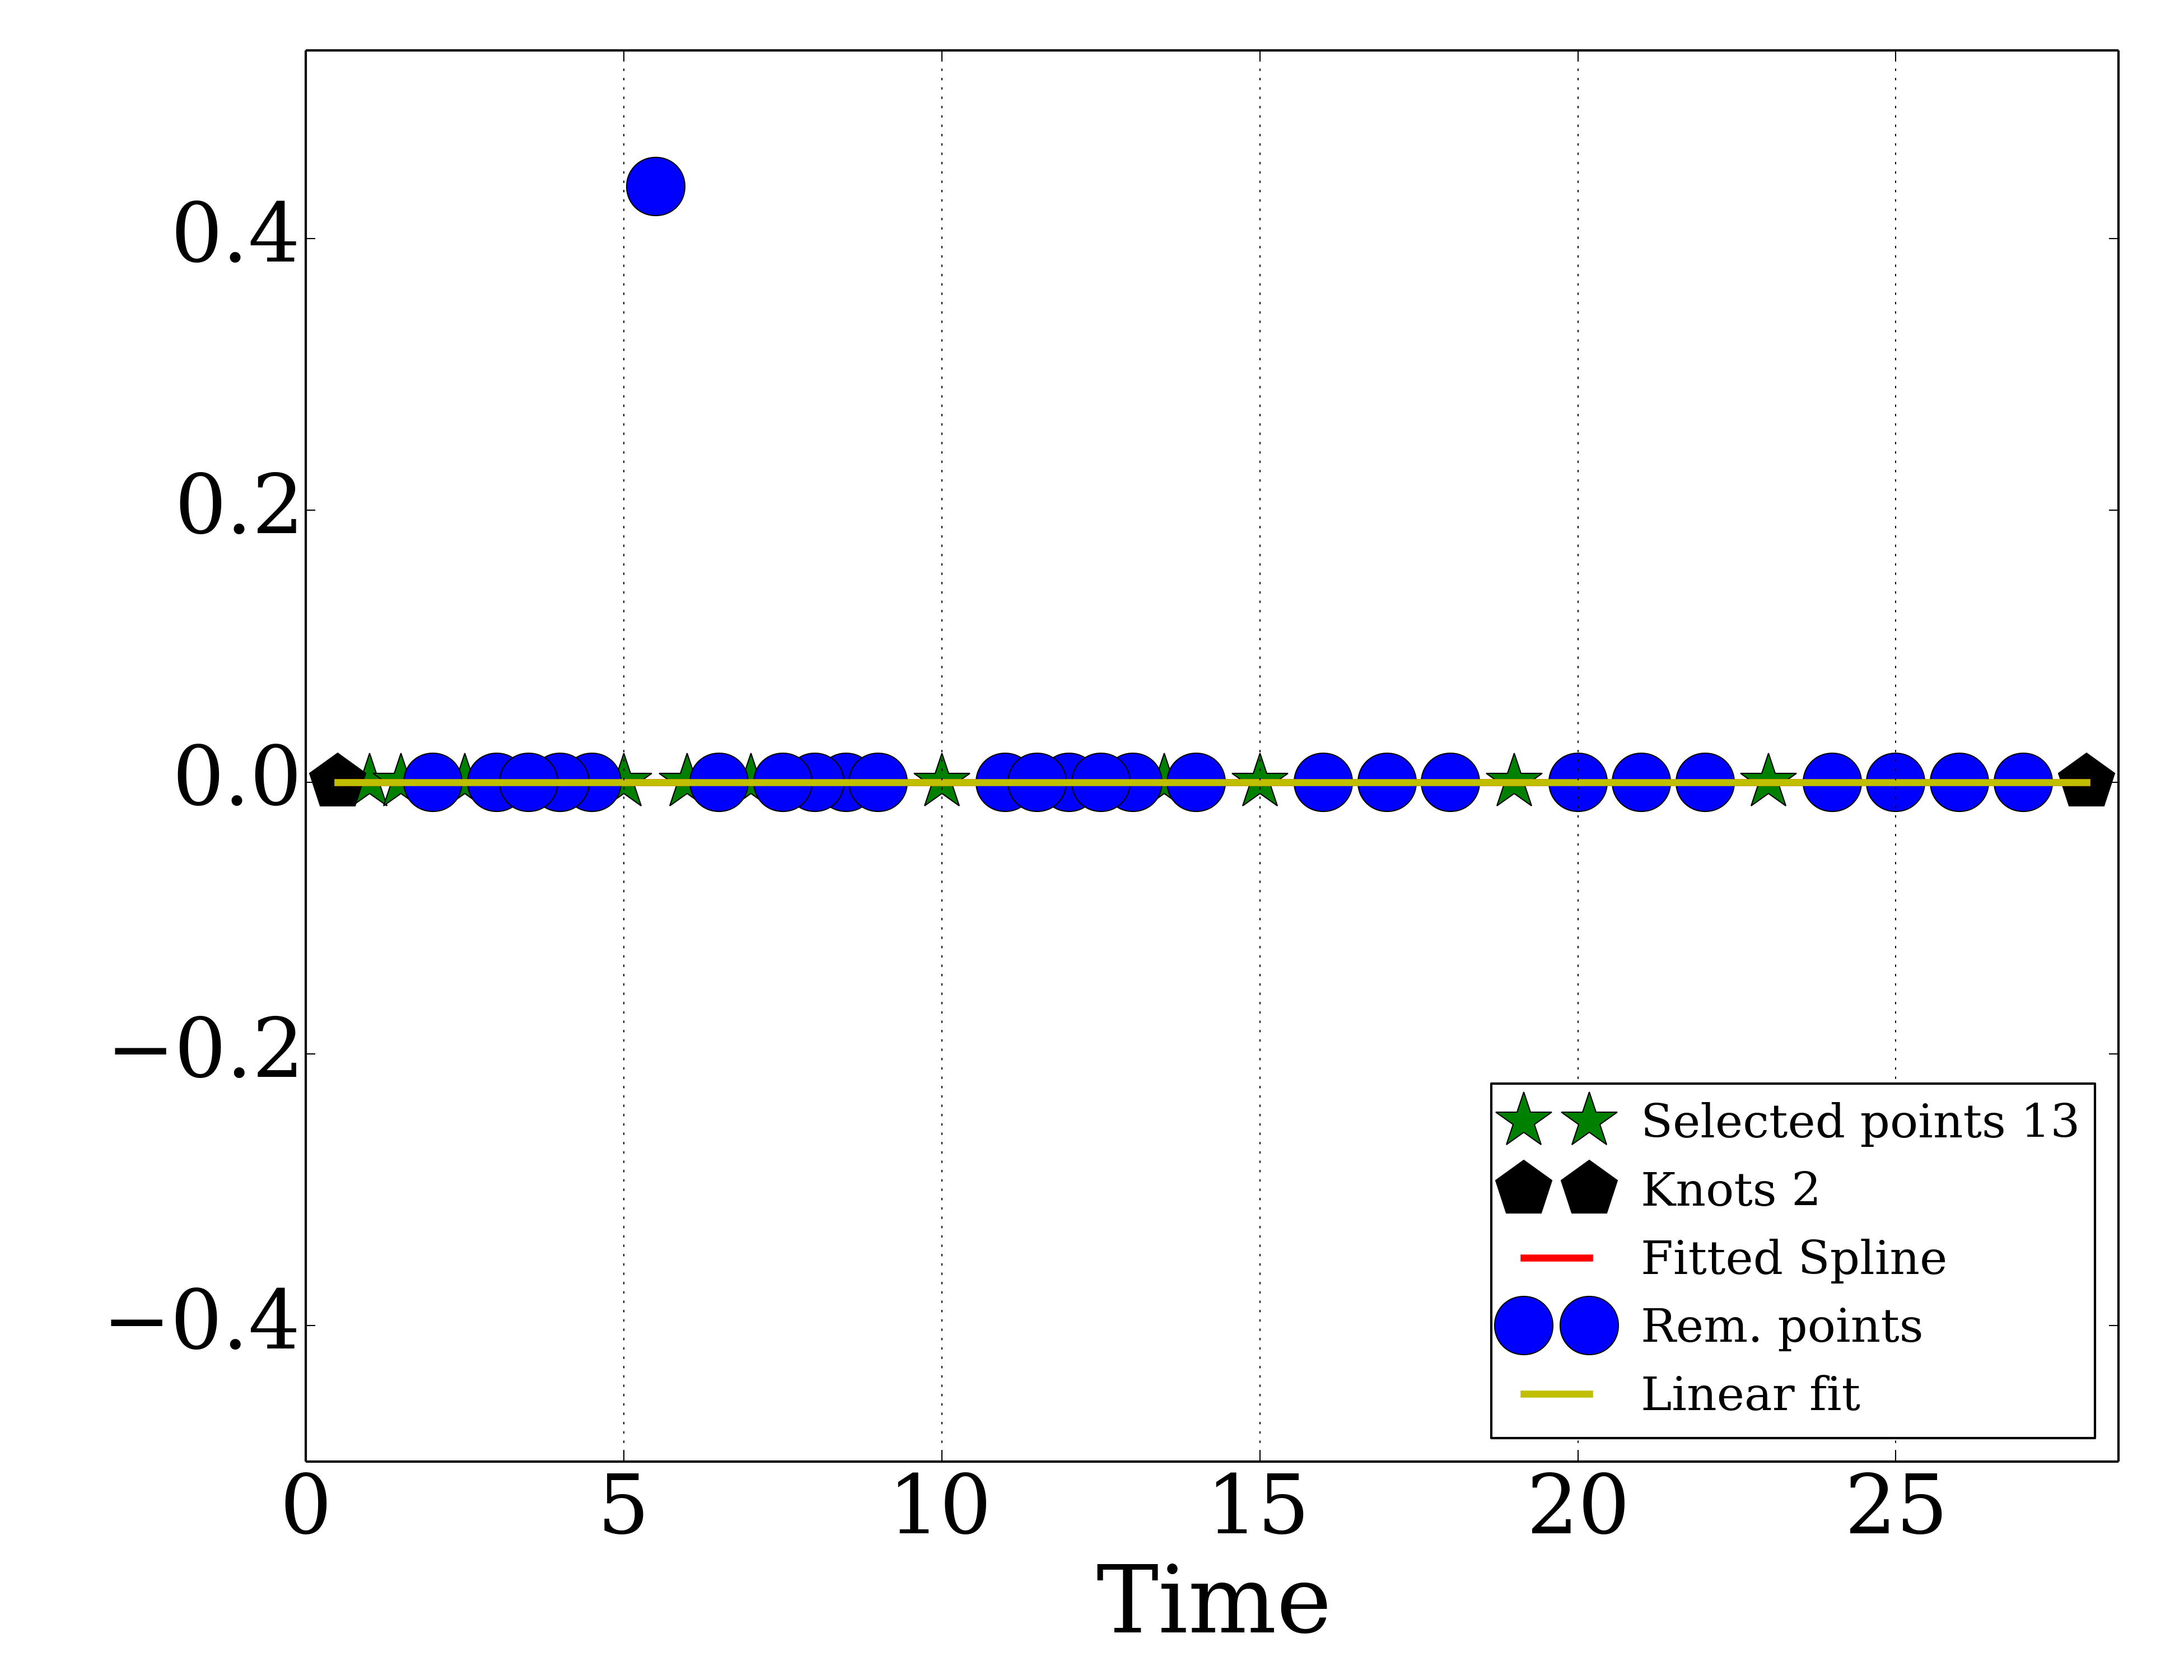 0.4
0.2
0.0
−0.2
−0.4
Selected points 13
Knots 2
Fitted Spline
Rem. points
Linear fit
0 5 10 15 20 25
Time